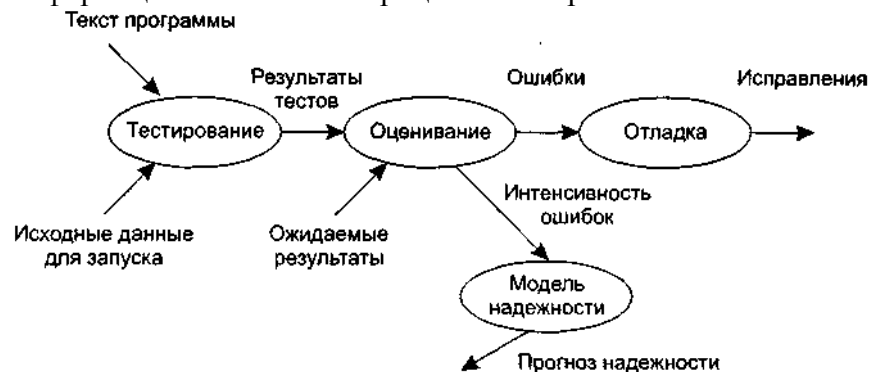 Текст программы
Результаты
тестов
Ошибки
Исправления
Тестирование
Оценивание
Отладка
Исходные данные
для запуска
Ожидаемые
результаты
Интенсивность
ошибок
Модель
надежности
Прогноз надежности